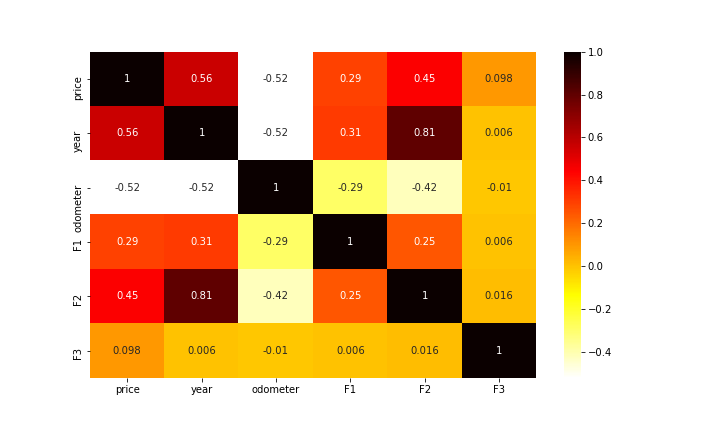 price 1 0.56 -0.52 0.29 0.45 0.098
year 0.56 1 -0.52 0.31 0.81 0.006
odometer -0.52 -0.52 1 -0.29 -0.42 -0.01
F1 0.29 0.31 -0.29 1 0.25 0.006
F2 0.45 0.81 -0.42 0.25 1 0.016
F3 0.098 0.006 -0.01 0.006 0.016 1
price year odometer F1 F2 F3
1.0
0.8
0.6
0.4
0.2
0.0
−0.2
−0.4